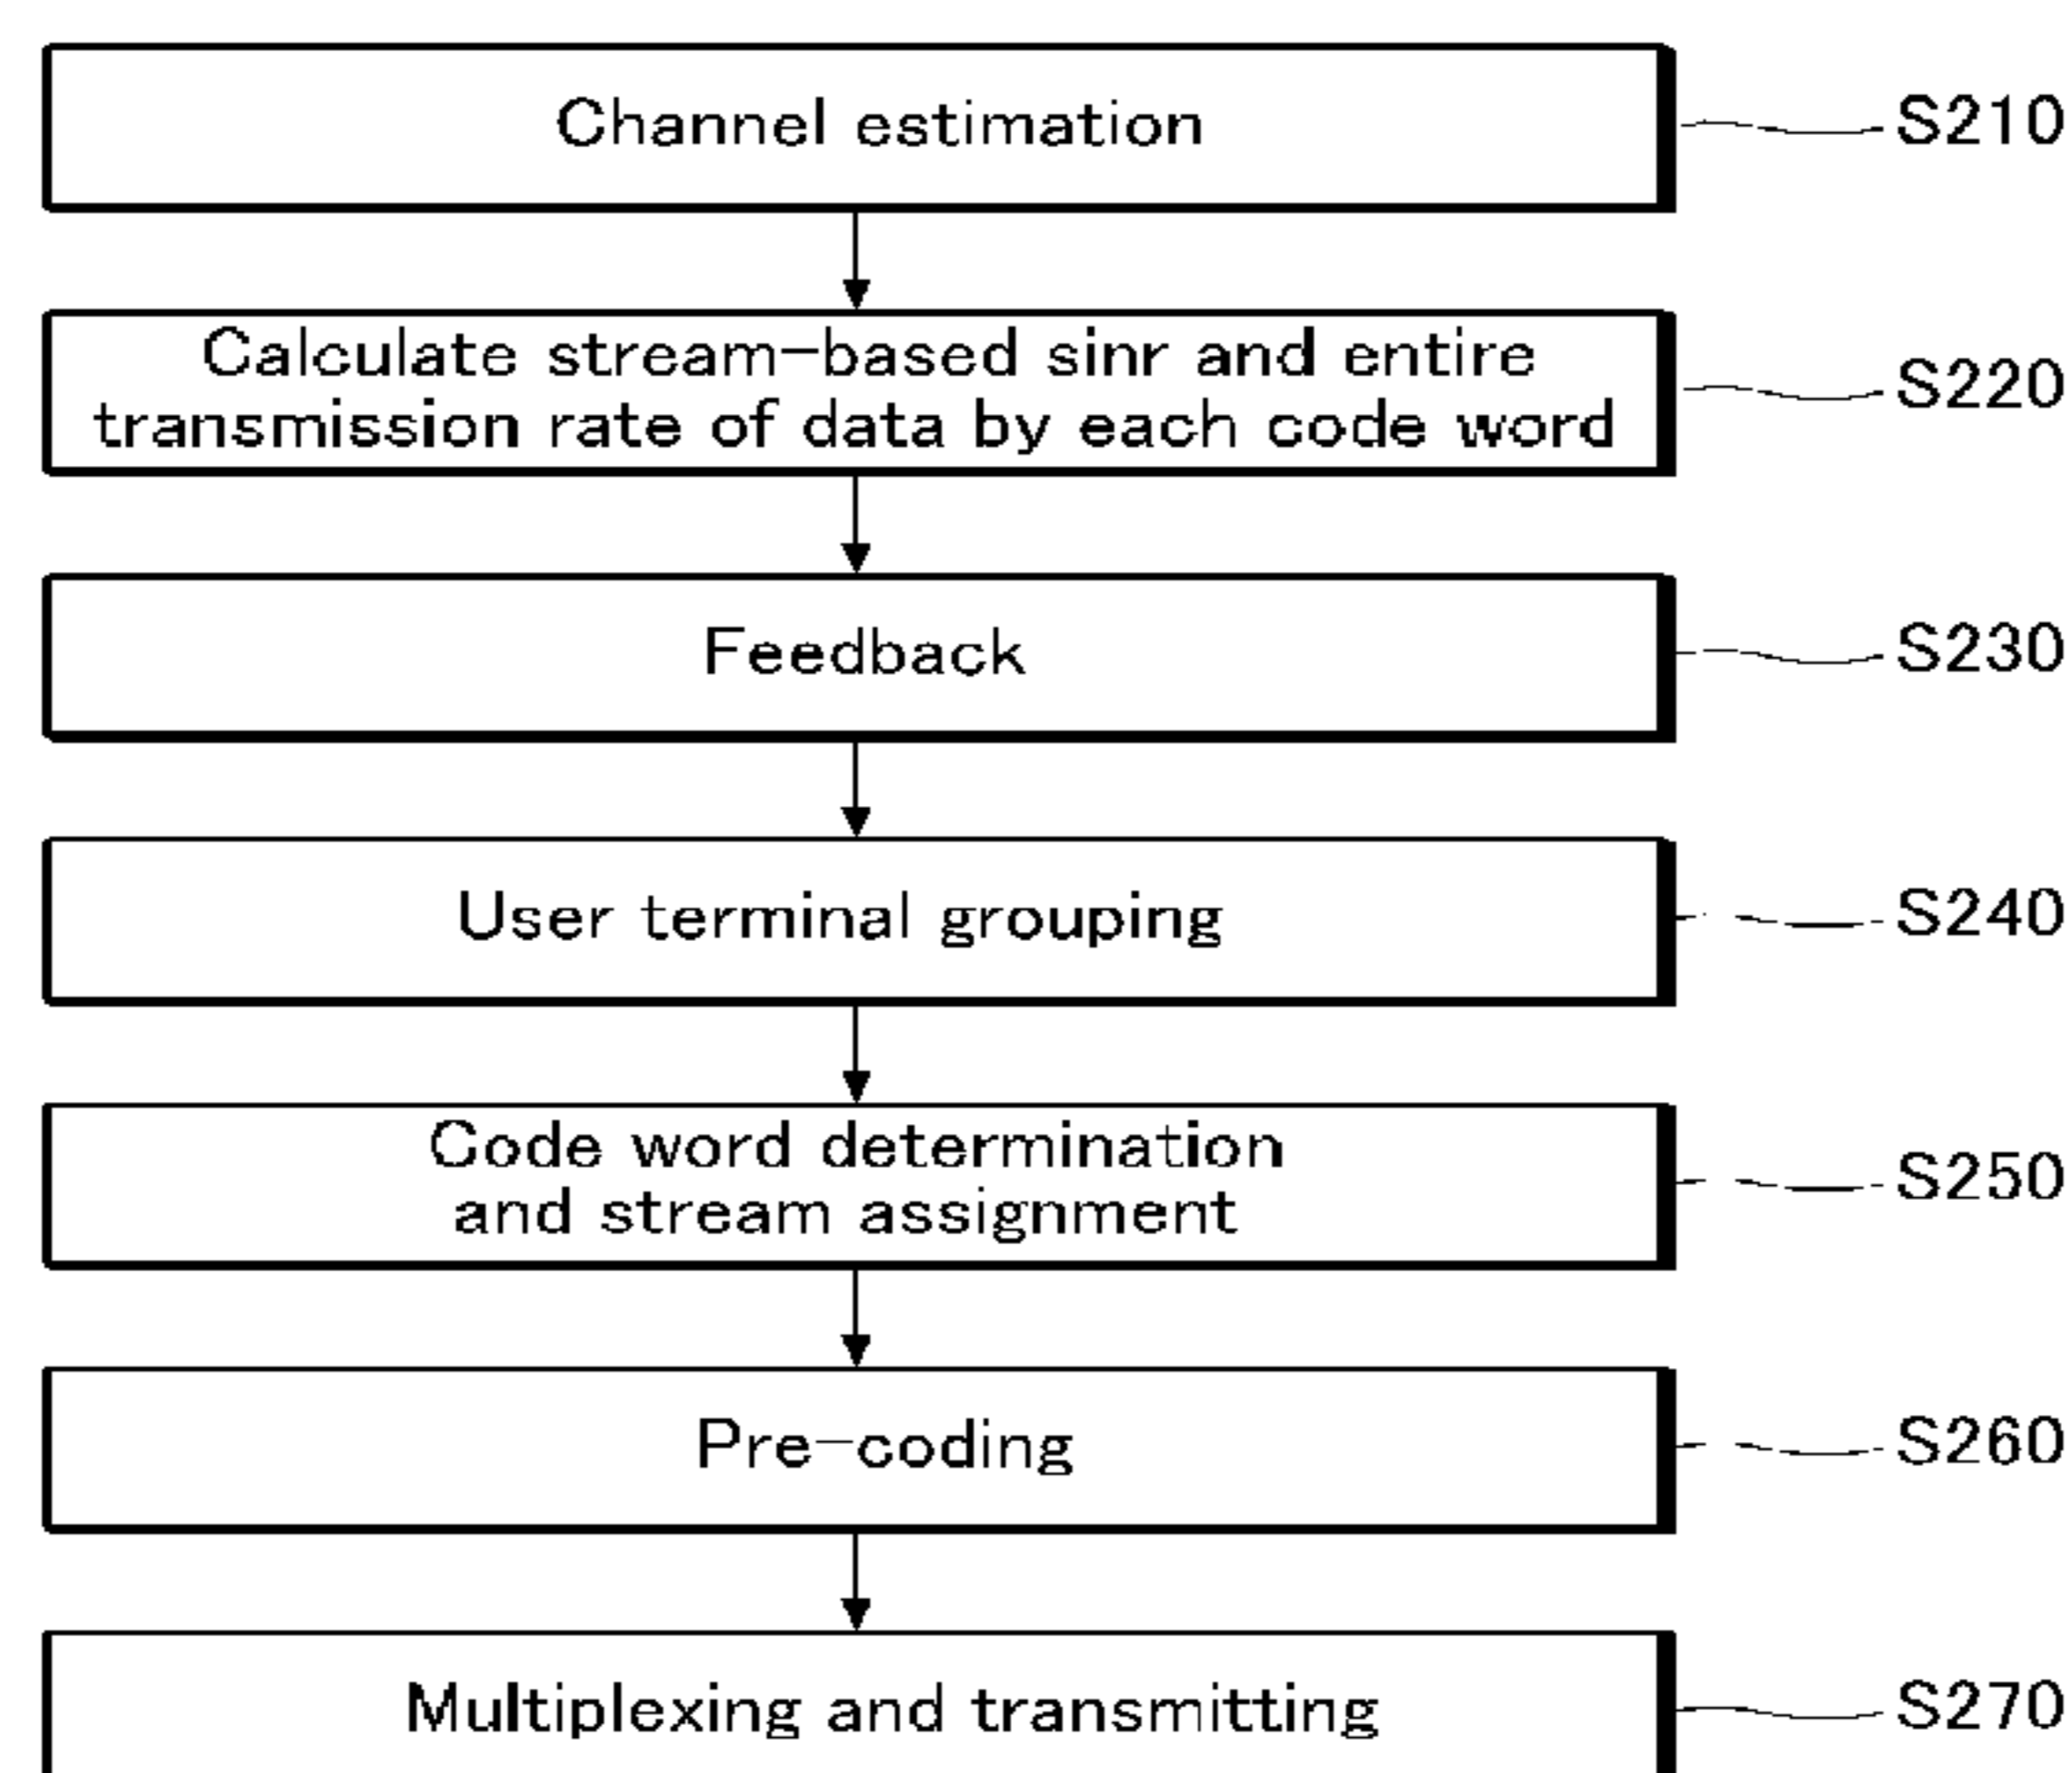 Channel estimation
S210
Calculate stream-based sinr and entire
transmission rate of data by each code word
S220
Feedback
S230
User terminal grouping
S240
Code word determination
and stream assignment
S250
Pre-coding
S260
Multiplexing and transmitting
S270